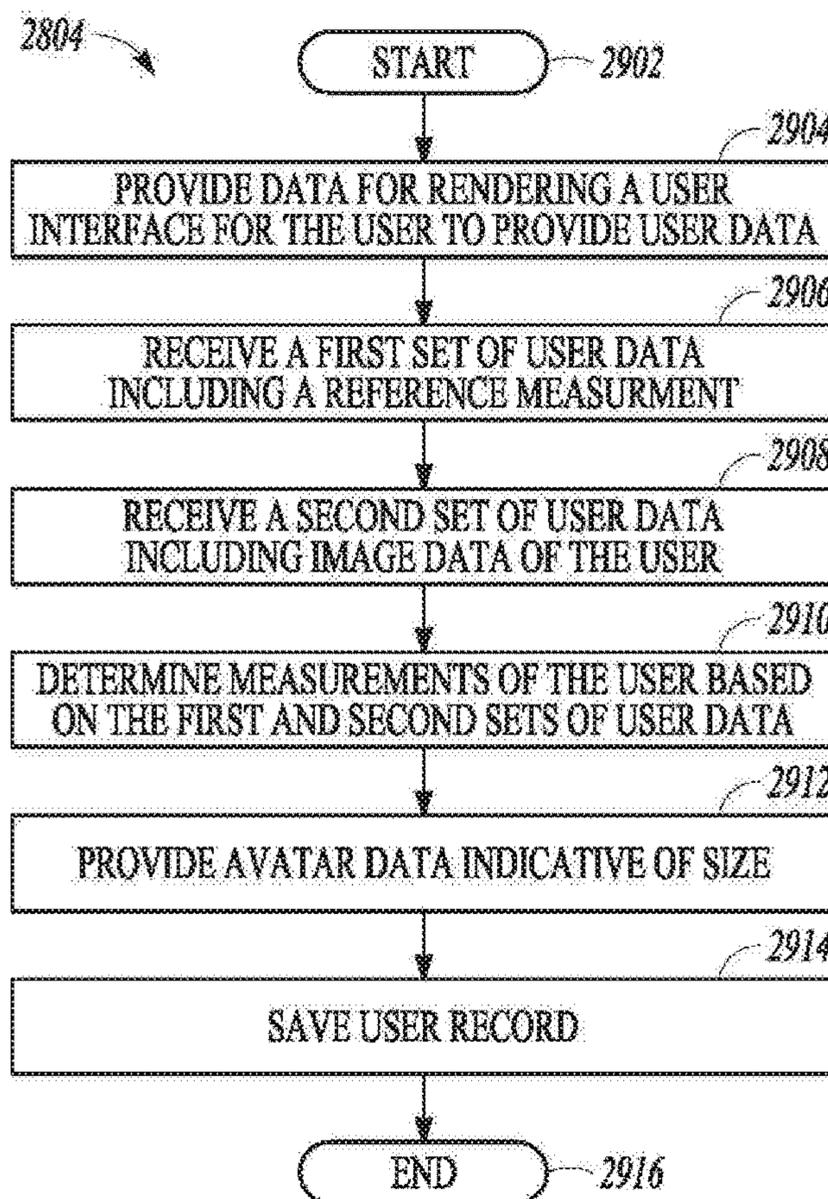 2804
START
2902
2904
PROVIDE DATA FOR RENDERING A USER
INTERFACE FOR THE USER TO PROVIDE USER DATA
2906
RECEIVE A FIRST SET OF USER DATA
INCLUDING A REFERENCE MEASURMENT
2908
RECEIVE A SECOND SET OF USER DATA
INCLUDING IMAGE DATA OF THE USER
2910
DETERMINE MEASUREMENTS OF THE USER BASED
ON THE FIRST AND SECOND SETS OF USER DATA
2912
PROVIDE AVATAR DATA INDICATIVE OF SIZE
2914
SAVE USER RECORD
END
2916